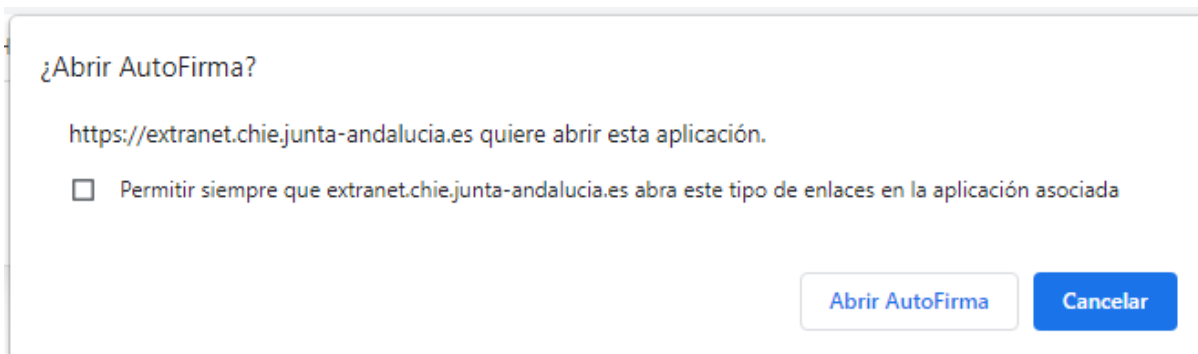 ¿Abrir AutoFirma?
https://extranet.chie.junta-andalucia.es quiere abrir esta aplicación.
Permitir siempre que extranet.chie.junta-andalucia.es abra este tipo de enlaces en la aplicación asociada
Abrir AutoFirma Cancelar